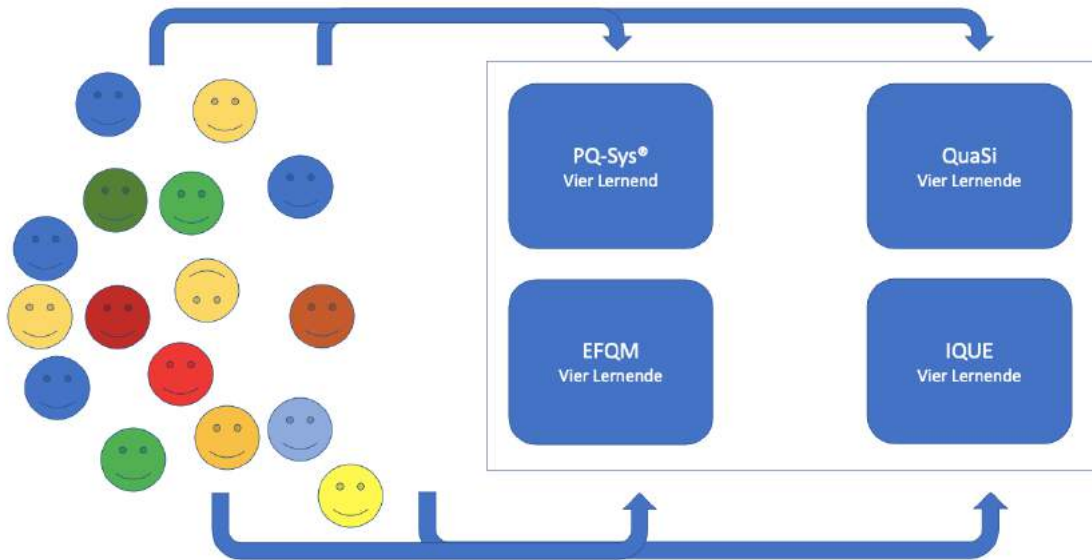 PQ-Sys®
Vier Lernend
QuaSi
Vier Lernende
EFQM
Vier Lernende
IQUE
Vier Lernende